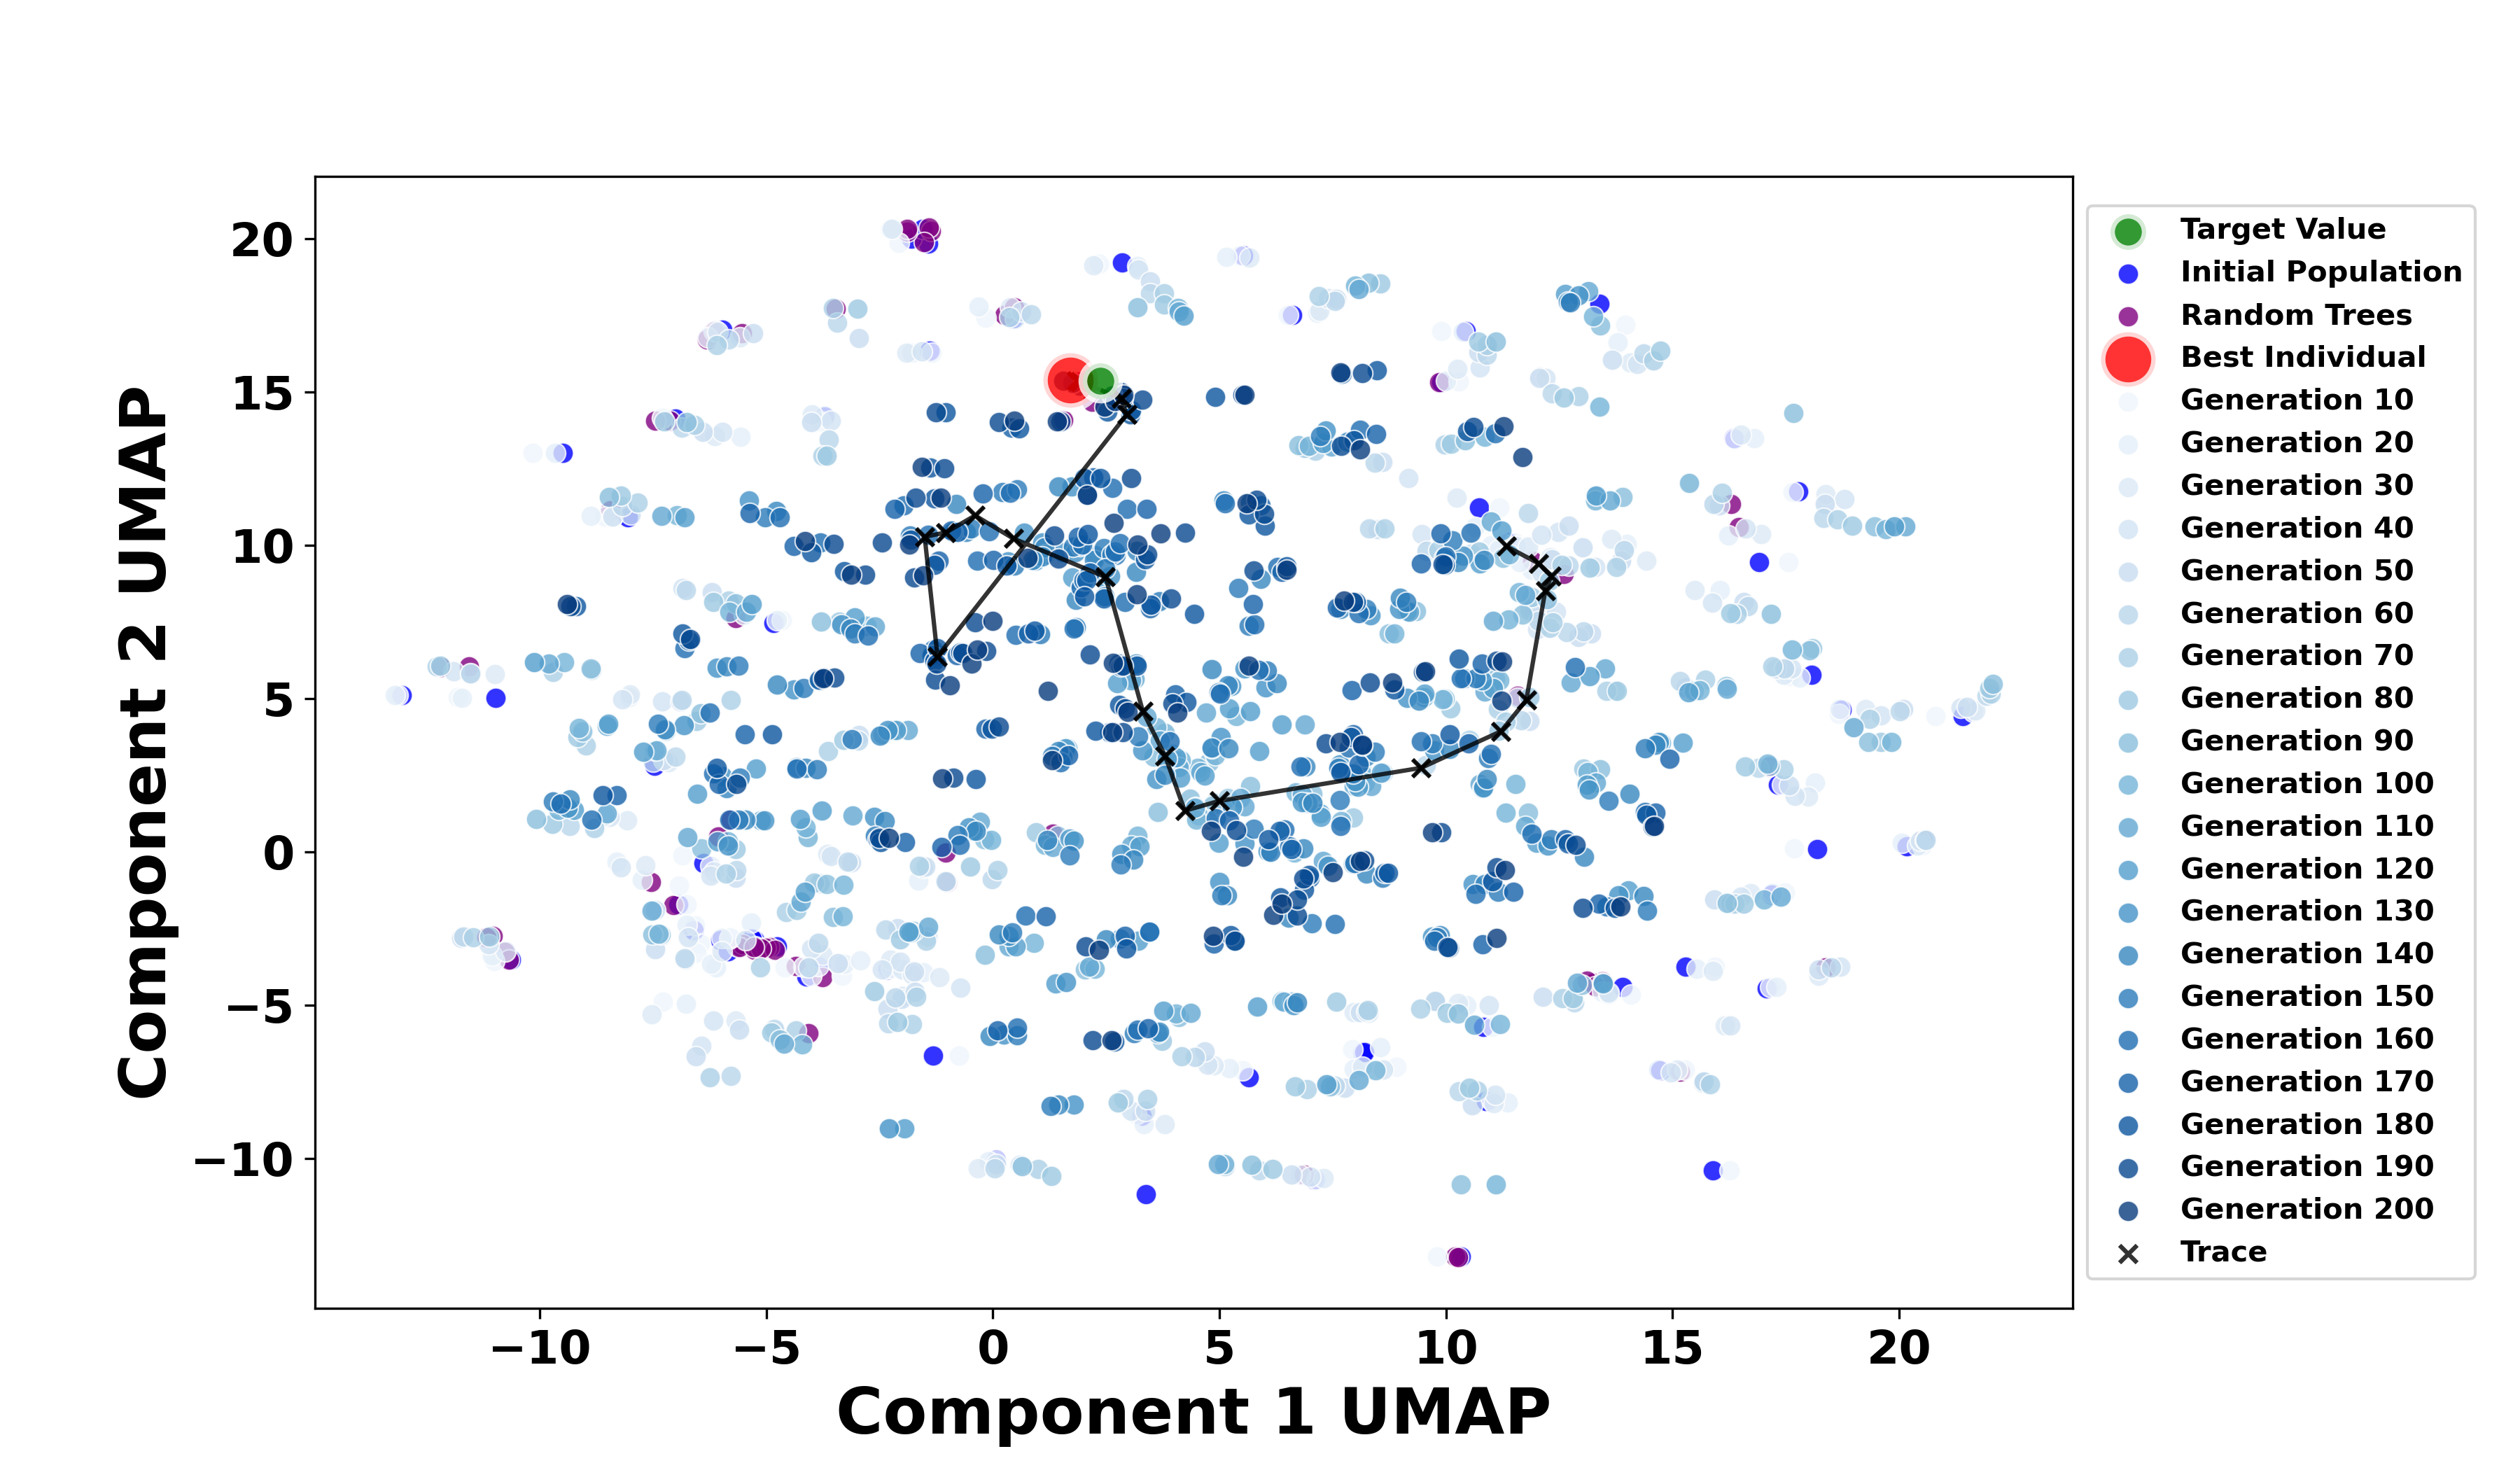 20
15
10
5
0
−5
−10
Component 2 UMAP
−10
−5
0
5
10
15
20
Component 1 UMAP
Target Value
Initial Population
Random Trees
Best Individual
Generation 10
Generation 20
Generation 30
Generation 40
Generation 50
Generation 60
Generation 70
Generation 80
Generation 90
Generation 100
Generation 110
Generation 120
Generation 130
Generation 140
Generation 150
Generation 160
Generation 170
Generation 180
Generation 190
Generation 200
Trace